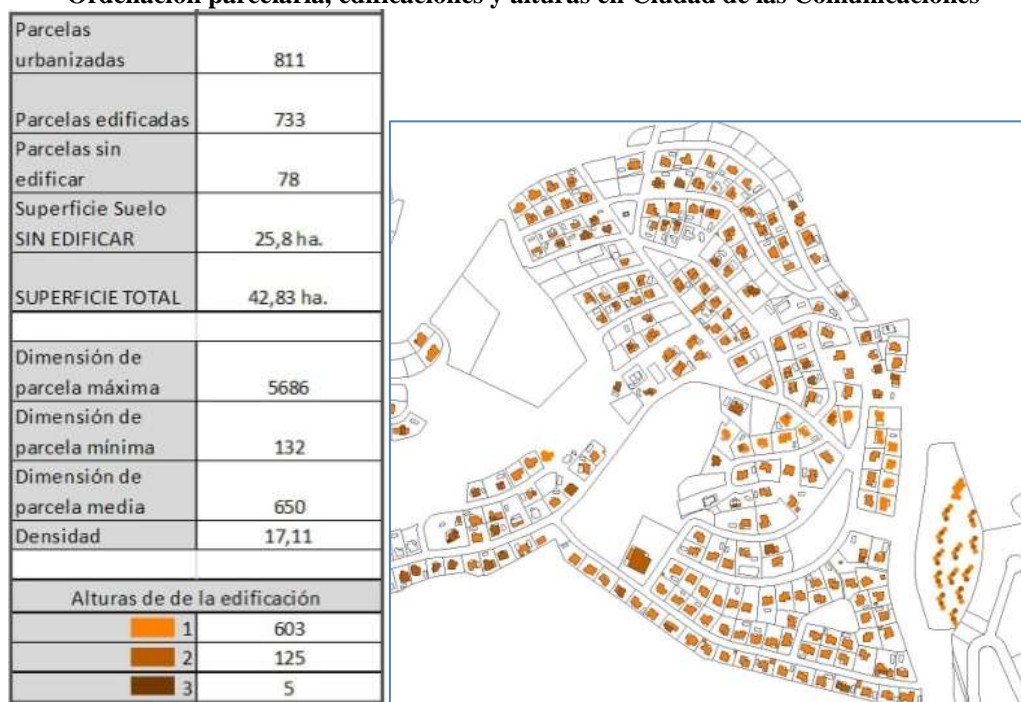 Ordenación parcelaria, edificaciones y alturas en Ciudad de las Comunicaciones
Parcelas
urbanizadas 811
Parcelas edificadas 733
Parcelas sin
edificar 78
Superficie Suelo
SIN EDIFICAR 25,8 ha.
SUPERFICIE TOTAL 42,83 ha.
Dimensión de
parcela máxima 5686
Dimensión de
parcela mínima 132
Dimensión de
parcela media 650
Densidad 17,11
Alturas de de la edificación
1 603
2 125
3 5